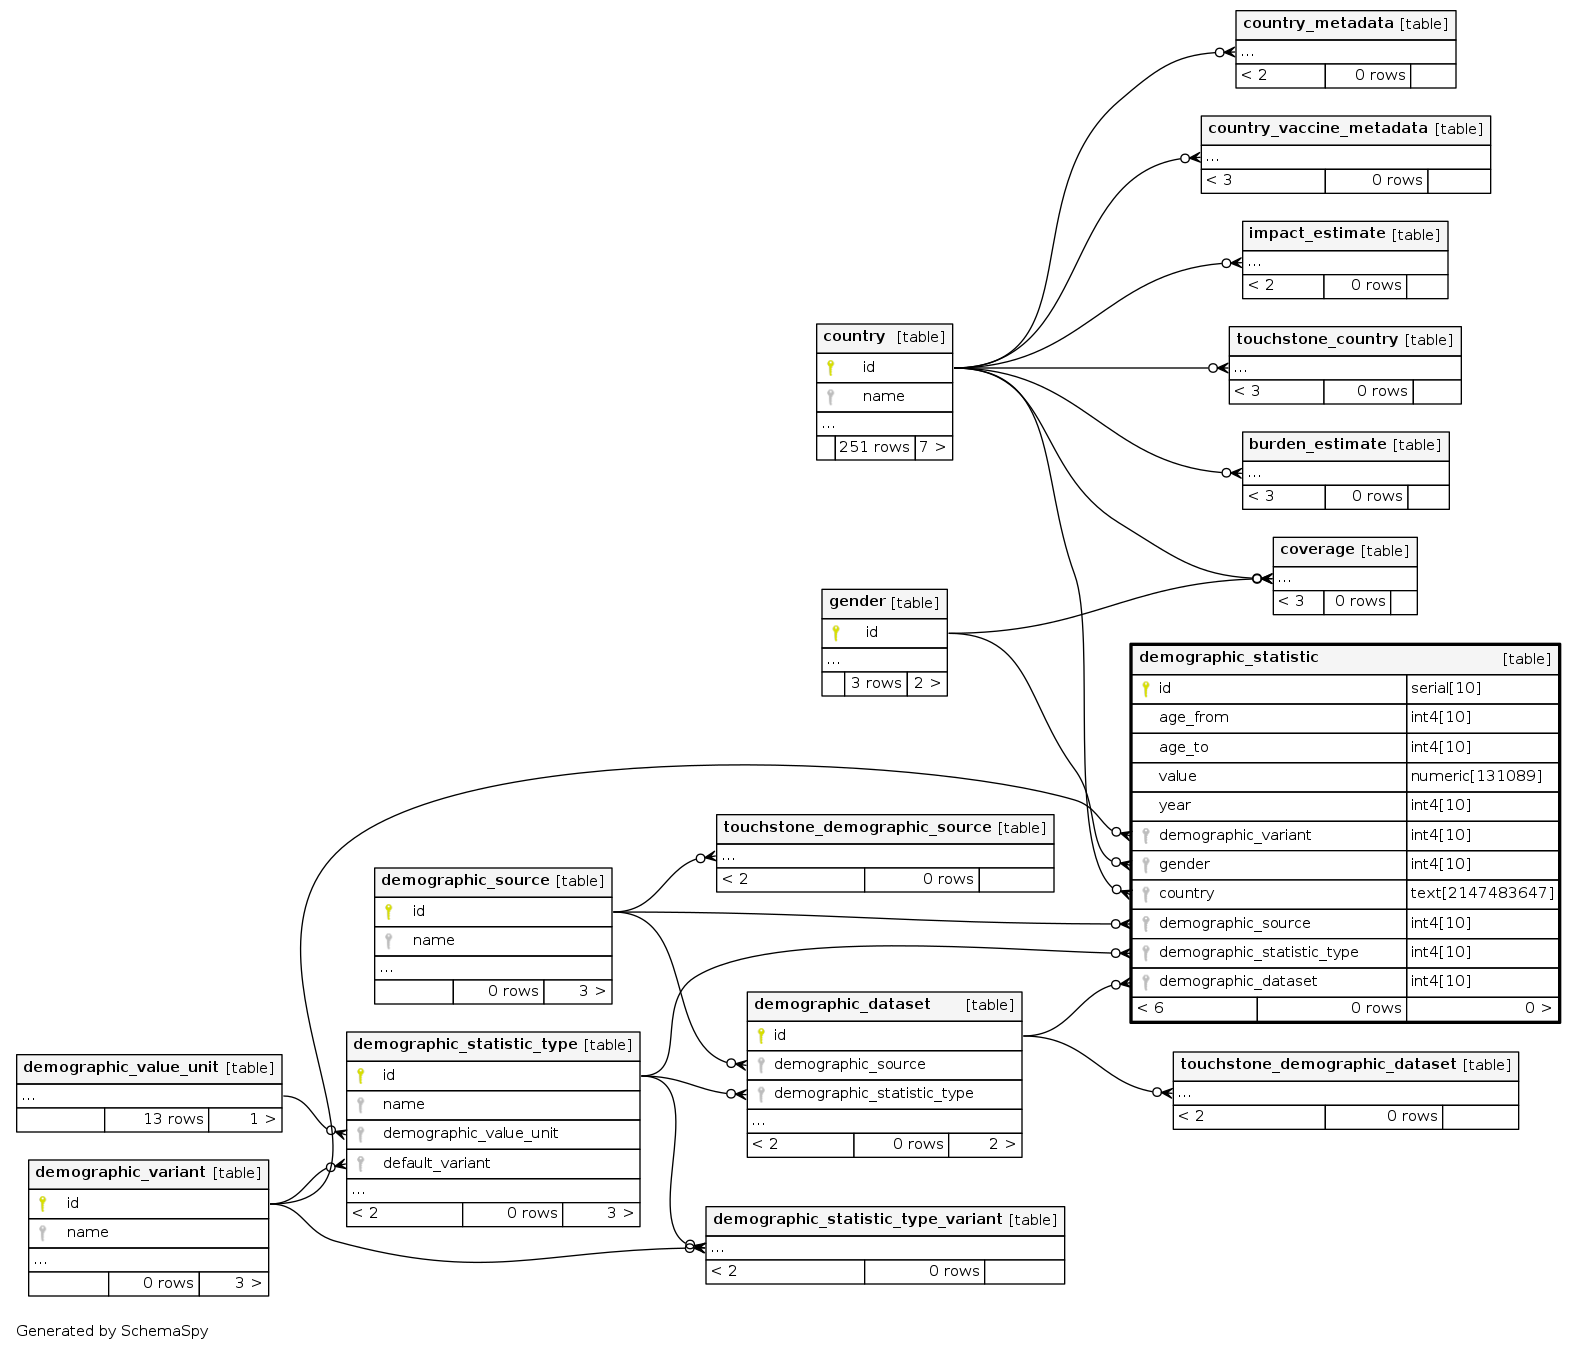 country_metadata [table]
...
< 2 0 rows
country_vaccine_metadata [table]
...
< 3 0 rows
impact_estimate [table]
...
< 2 0 rows
country [table]
id
name
...
251 rows 7 >
touchstone_country [table]
...
< 3 0 rows
burden_estimate [table]
...
< 3 0 rows
coverage [table]
...
< 3 0 rows
gender [table]
id
...
3 rows 2 >
demographic_statistic [table]
id serial[10]
age_from int4[10]
age_to int4[10]
value numeric[131089]
year int4[10]
demographic_variant int4[10]
gender int4[10]
country text[2147483647]
demographic_source int4[10]
demographic_statistic_type int4[10]
demographic_dataset int4[10]
< 6 0 rows 0 >
touchstone_demographic_source [table]
...
< 2 0 rows
demographic_source [table]
id
name
...
0 rows 3 >
demographic_dataset [table]
id
demographic_source
demographic_statistic_type
...
< 2 0 rows 2 >
demographic_statistic_type [table]
id
name
demographic_value_unit
default_variant
...
< 2 0 rows 3 >
demographic_value_unit [table]
...
13 rows 1 >
touchstone_demographic_dataset [table]
...
< 2 0 rows
demographic_variant [table]
id
name
...
0 rows 3 >
demographic_statistic_type_variant [table]
...
< 2 0 rows
Generated by SchemaSpy